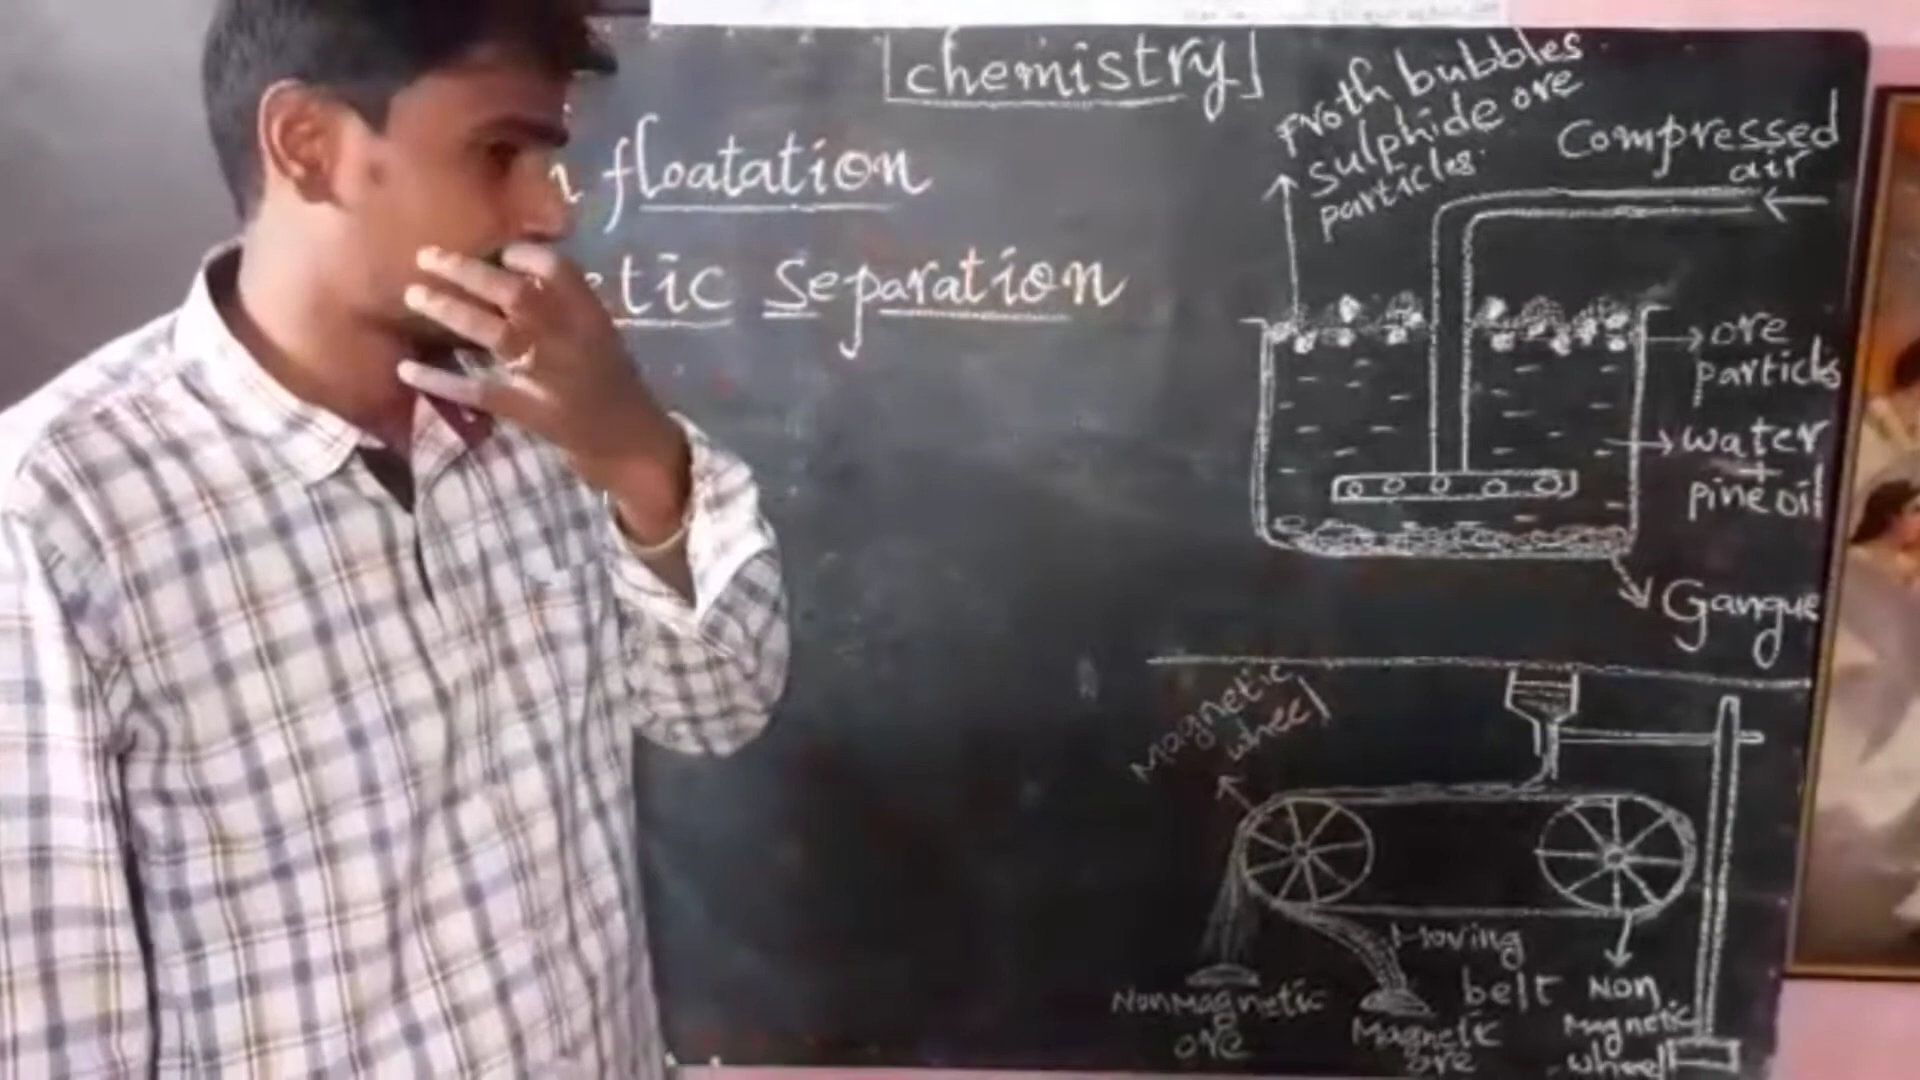 chemistry
floatation
etic separation
froth bubbles
sulphide ore
particles
Compressed
air
ore
particles
water
+
pine oil
Gangue
Magnetic
wheel
Moving
belt
Non Magnetic
ore
Magnetic
ore
Non
Magnetic
wheel